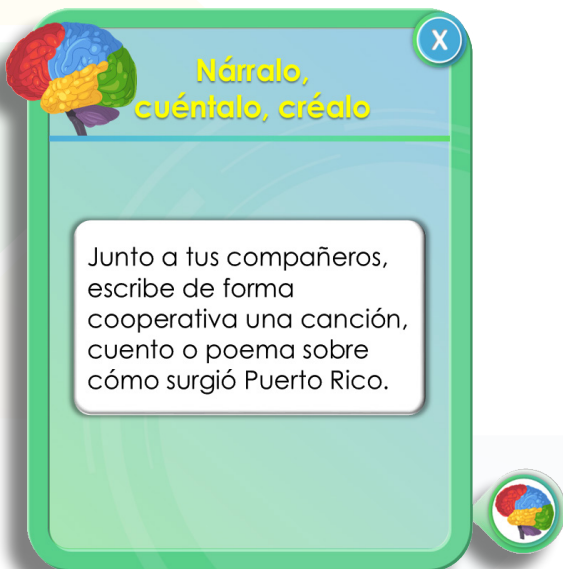 X
Nárralo,
cuéntalo, créalo
Junto a tus compañeros,
escribe de forma
cooperativa una canción,
cuento o poema sobre
cómo surgió Puerto Rico.